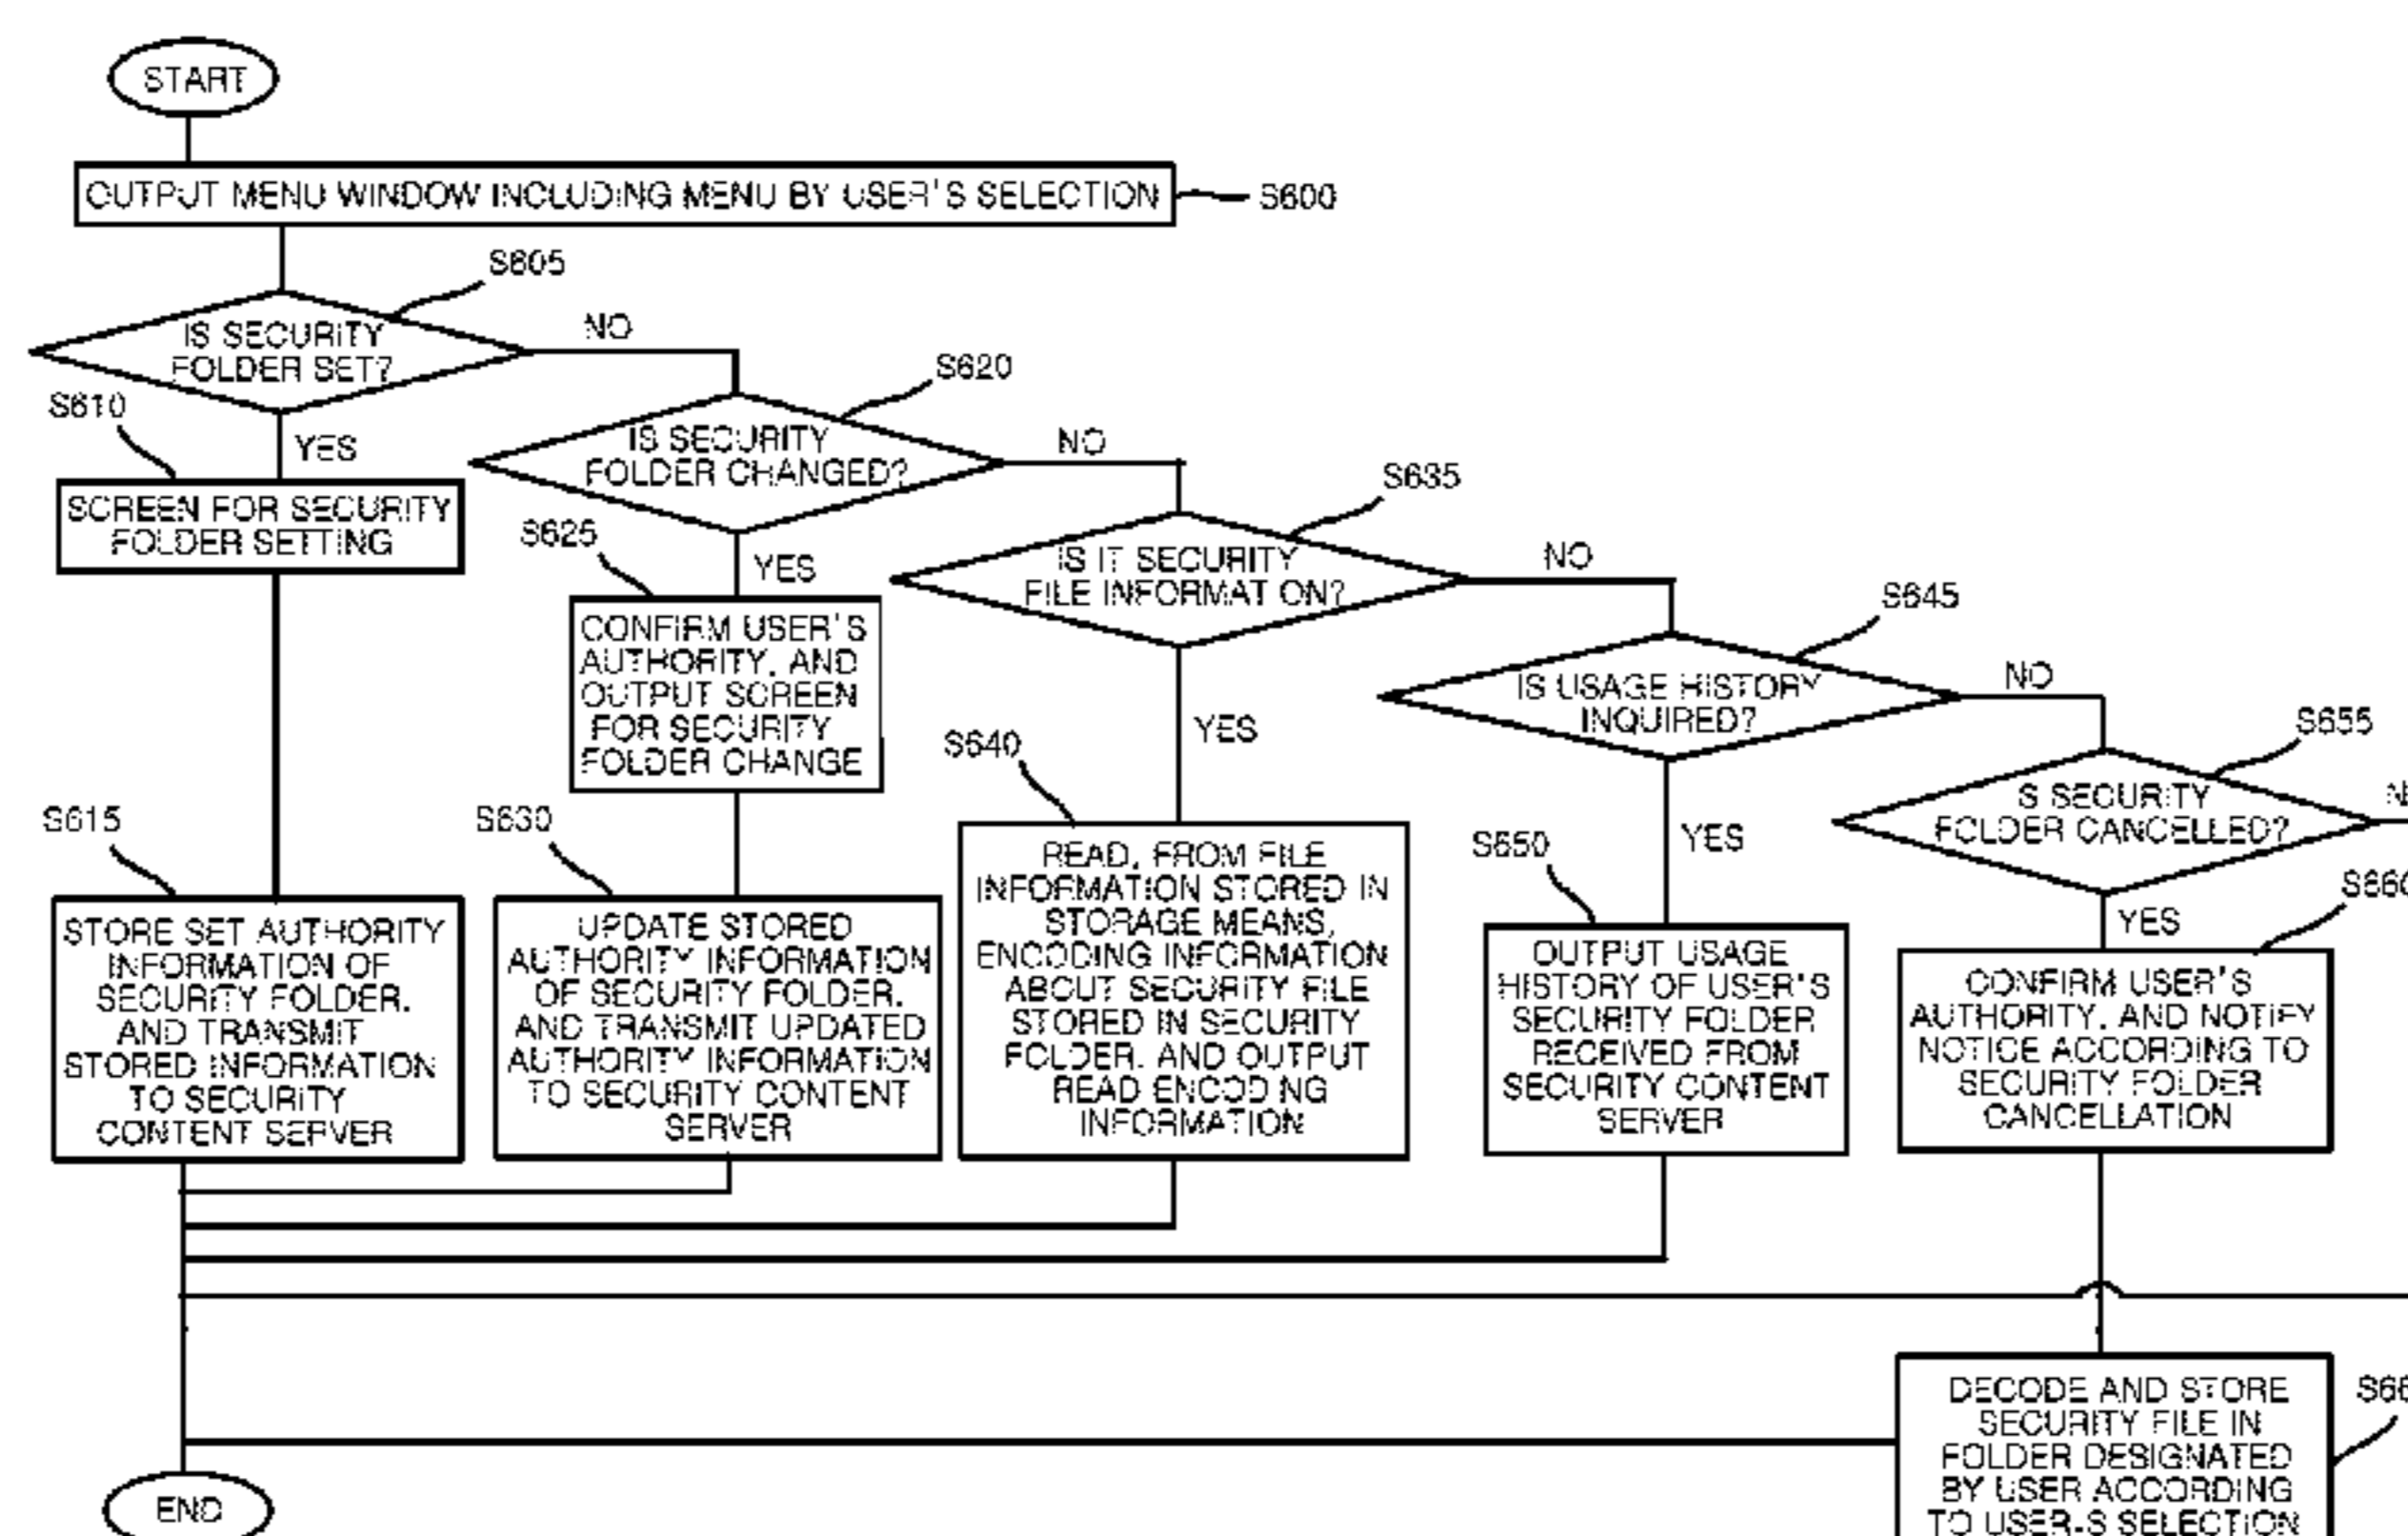 START
OUTPUT MENU WINDOW INCLUDING MENU BY USER'S SELECTION
S600
S605
IS SECURITY
FOLDER SET?
NO
S610
YES
SCREEN FOR SECURITY
FOLDER SETTING
S620
IS SECURITY
FOLDER CHANGED?
NO
S625
YES
CONFIRM USER'S
AUTHORITY, AND
OUTPUT SCREEN
FOR SECURITY
FOLDER CHANGE
S635
IS IT SECURITY
FILE INFORMAT ON?
NO
S640
YES
S645
IS USAGE HISTORY
INQUIRED?
NO
S650
YES
S655
S SECURITY
FOLDER CANCELLED?
YES
S615
STORE SET AUTHORITY
INFORMATION OF
SECURITY FOLDER,
AND TRANSMIT
STORED INFORMATION
TO SECURITY
CONTENT SERVER
S630
UPDATE STORED
AUTHORITY INFORMATION
OF SECURITY FOLDER,
AND TRANSMIT UPDATED
AUTHORITY INFORMATION
TO SECURITY CONTENT
SERVER
READ, FROM FILE
INFORMATION STORED IN
STORAGE MEANS,
ENCODING INFORMATION
ABOUT SECURITY FILE
STORED IN SECURITY
FOLDER, AND OUTPUT
READ ENCOD NG
INFORMATION
OUTPUT USAGE
HISTORY OF USER'S
SECURITY FOLDER
RECEIVED FROM
SECURITY CONTENT
SERVER
CONFIRM USER'S
AUTHORITY, AND NOTIFY
NOTICE ACCORDING TO
SECURITY FOLDER
CANCELLATION
DECODE AND STORE
SECURITY FILE IN
FOLDER DESIGNATED
BY USER ACCORDING
TO USER-S SELECTION
END